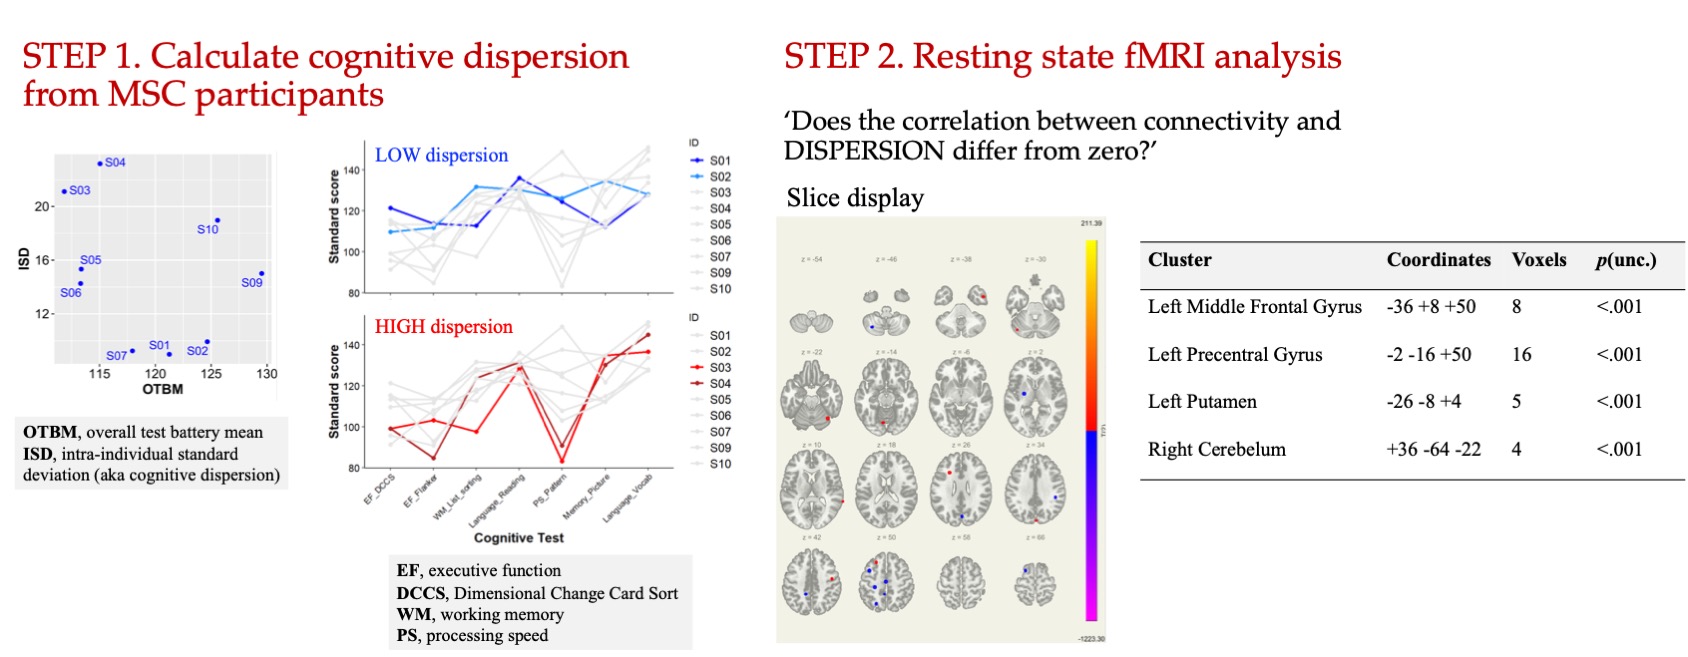 STEP 1. Calculate cognitive dispersion
from MSC participants
ISD
20
16
12
S04
S03
S10
S05
S06
S09
S07
S01
S02
115
120
125
130
OTBM
OTBM, overall test battery mean
ISD, intra-individual standard
deviation (aka cognitive dispersion)
LOW dispersion
Standard score
140
120
100
80
ID
S01
S02
S03
S04
S05
S06
S07
S09
S10
HIGH dispersion
Standard score
140
120
100
80
ID
S01
S02
S03
S04
S05
S06
S07
S09
S10
EF_DCCS
EF_Flanker
WM_List_sorting
Language_Reading
PS_Pattern
Memory_Picture
Language_Vocab
Cognitive Test
EF, executive function
DCCS, Dimensional Change Card Sort
WM, working memory
PS, processing speed
STEP 2. Resting state fMRI analysis
‘Does the correlation between connectivity and
DISPERSION differ from zero?’
Slice display
211.39
z = -54
z = -46
z = -38
z = -30
z = -22
z = -14
z = -6
z = 2
z = 10
z = 18
z = 26
z = 34
z = 42
z = 50
z = 58
z = 66
-1223.30
Cluster Coordinates Voxels p(unc.)
Left Middle Frontal Gyrus -36 +8 +50 8 <.001
Left Precentral Gyrus -2 -16 +50 16 <.001
Left Putamen -26 -8 +4 5 <.001
Right Cerebelum +36 -64 -22 4 <.001